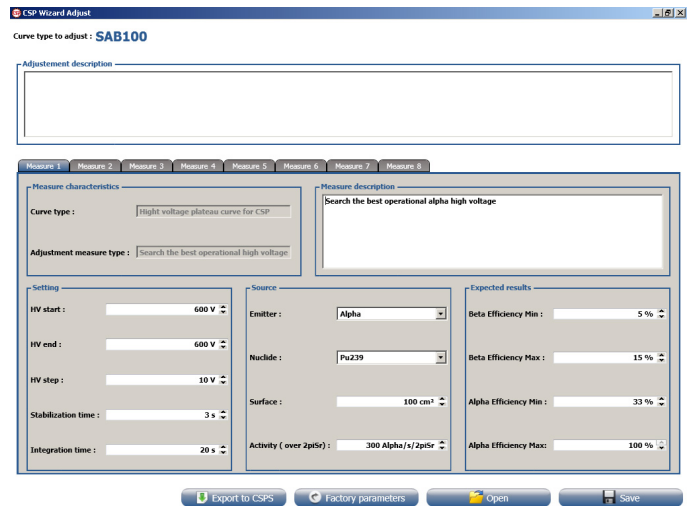 CSP Wizard Adjust
Curve type to adjust : SAB100
Adjustement description
Measure 1 Measure 2 Measure 3 Measure 4 Measure 5 Measure 6 Measure 7 Measure 8
Measure characteristics
Curve type : Hight voltage plateau curve for CSP
Adjustment measure type : Search the best operational high voltage
Measure description
Search the best operational alpha high voltage
Setting
HV start : 600 V
HV end : 600 V
HV step : 10 V
Stabilization time : 3 s
Integration time : 20 s
Source
Emitter : Alpha
Nuclide : Pu239
Surface : 100 cm²
Activity ( over 2piSr) : 300 Alpha/s/2piSr
Expected results
Beta Efficiency Min : 5 %
Beta Efficiency Max : 15 %
Alpha Efficiency Min : 33 %
Alpha Efficiency Max: 100 %
Export to CSPS Factory parameters Open Save